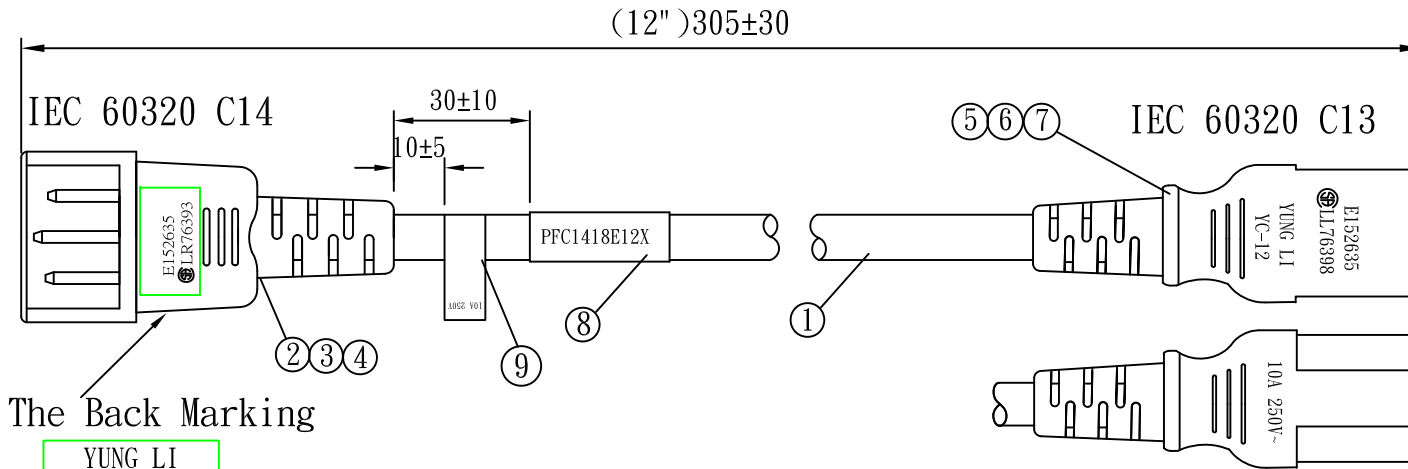 (12")305±30
IEC 60320 C14
30±10
10±5
⑤⑥⑦
IEC 60320 C13
E152635
LR76393
PFC1418E12X
10A 250V
YUNG LI
YC-12
E152635
LL76398
②③④
⑨
⑧
①
10A 250V~
The Back Marking
YUNG LI